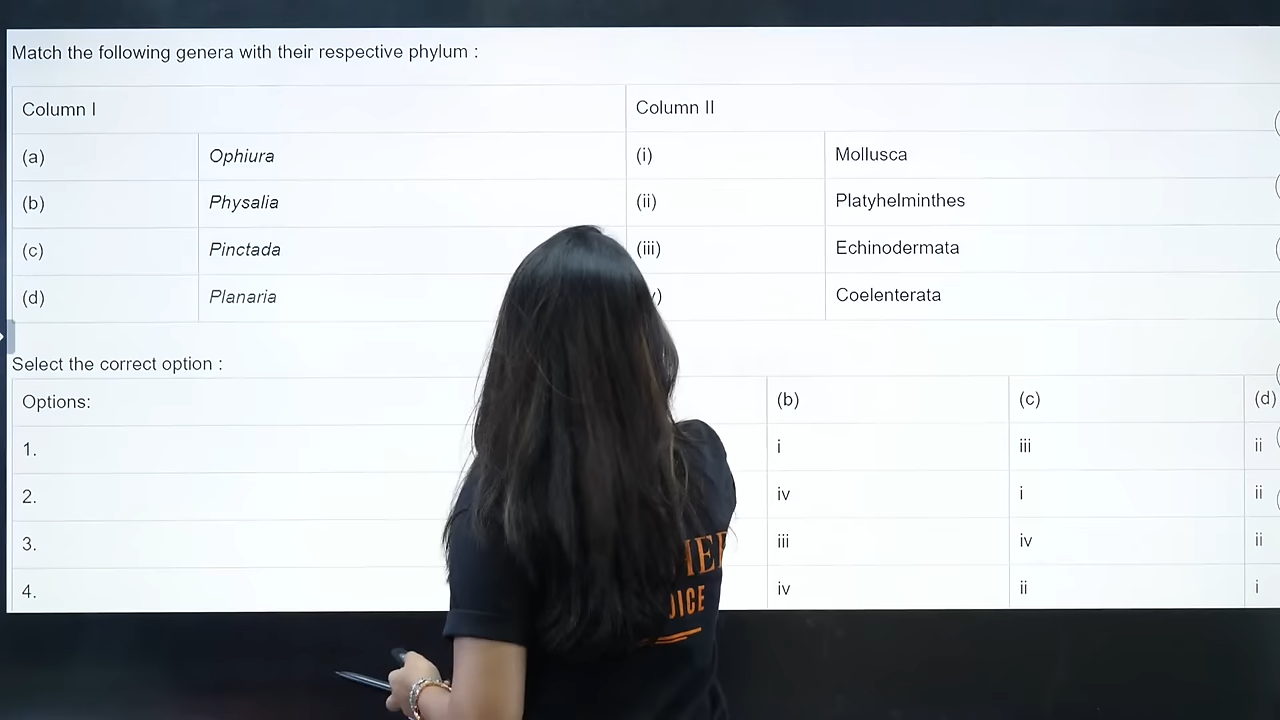 Match the following genera with their respective phylum :
Column I Column II
(a) Ophiura (i) Mollusca
(b) Physalia (ii) Platyhelminthes
(c) Pinctada (iii) Echinodermata
(d) Planaria Coelenterata
Select the correct option :
Options: (b) (c) (d)
1. i iii ii
2. iv i ii
3. iii iv ii
4. iv ii i